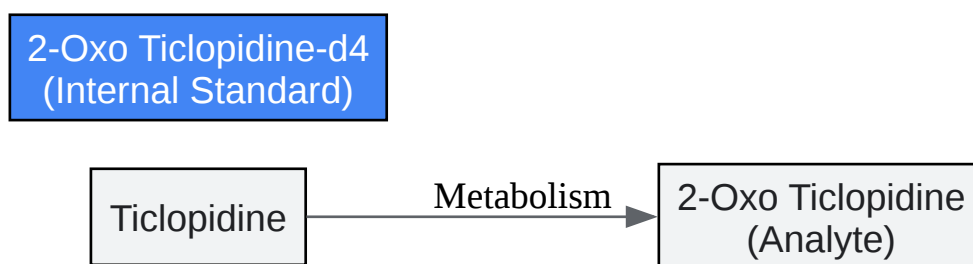 2-Oxo Ticlopidine-d4
(Internal Standard)
Ticlopidine
Metabolism
2-Oxo Ticlopidine
(Analyte)